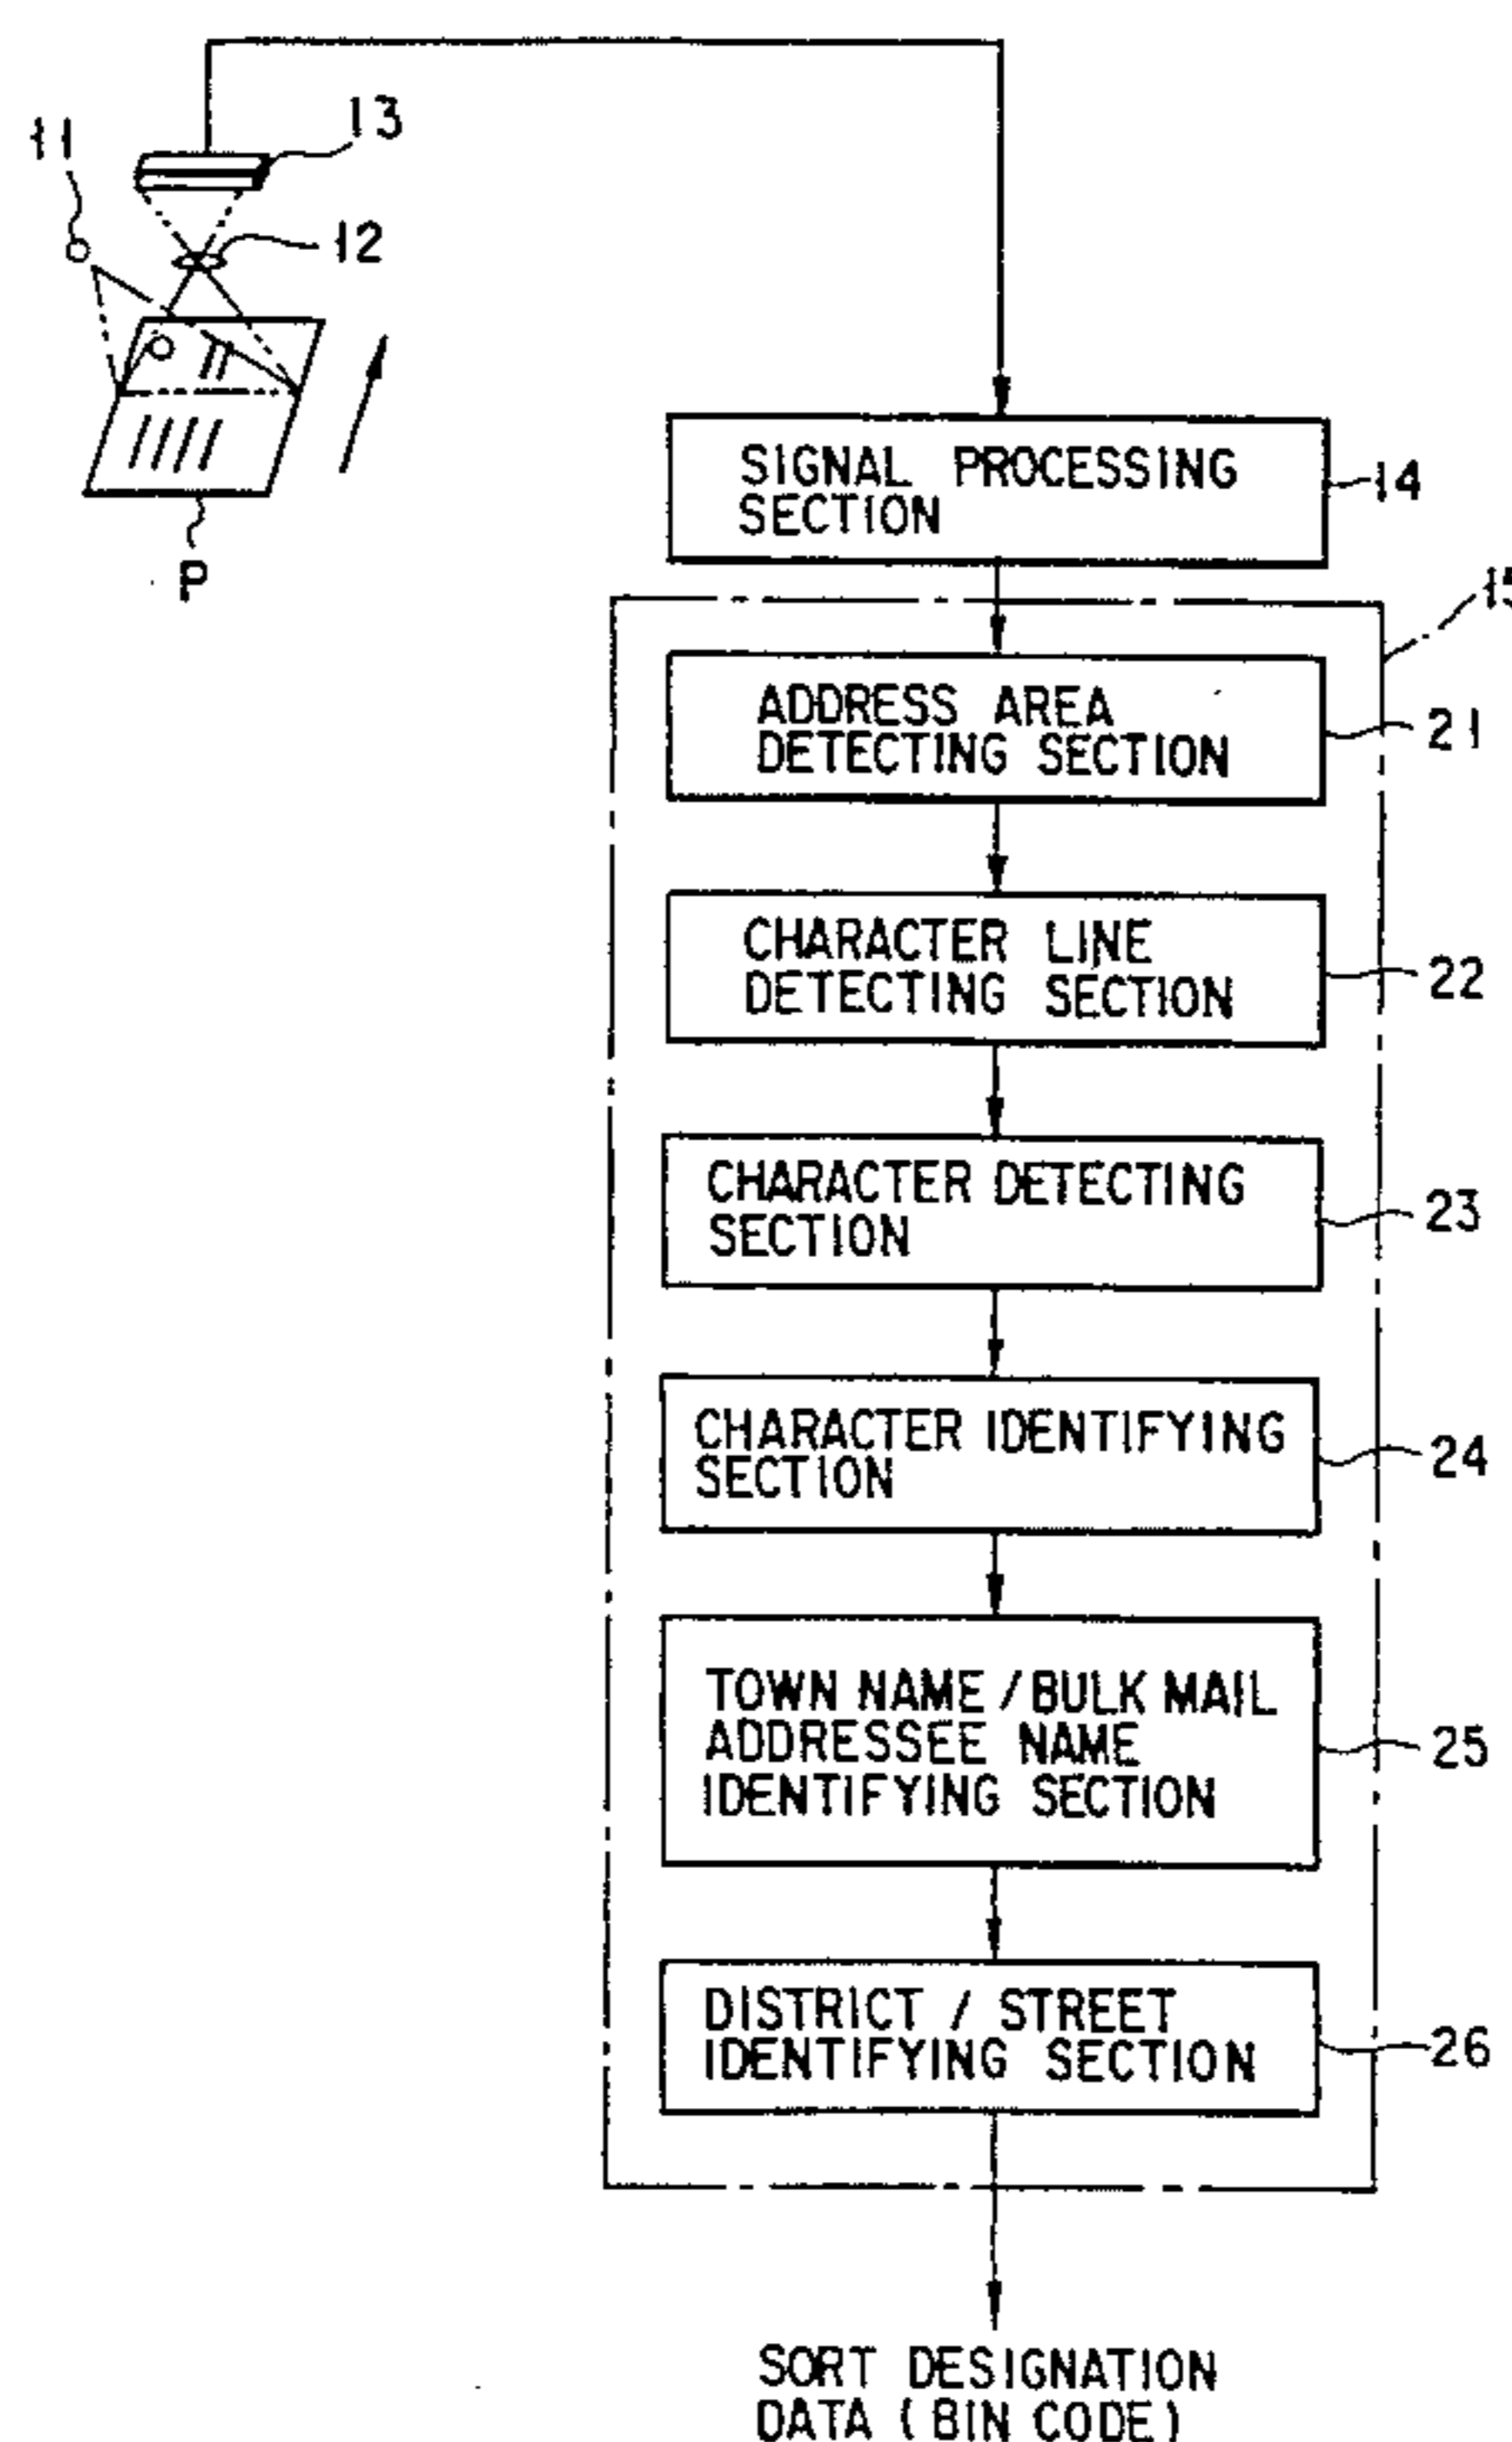 11
13
12
P
SIGNAL PROCESSING
SECTION
14
ADDRESS AREA
DETECTING SECTION
21
CHARACTER LINE
DETECTING SECTION
22
CHARACTER DETECTING
SECTION
23
CHARACTER IDENTIFYING
SECTION
24
TOWN NAME / BULK MAIL
ADDRESSEE NAME
IDENTIFYING SECTION
25
DISTRICT / STREET
IDENTIFYING SECTION
26
SORT DESIGNATION
DATA (BIN CODE)